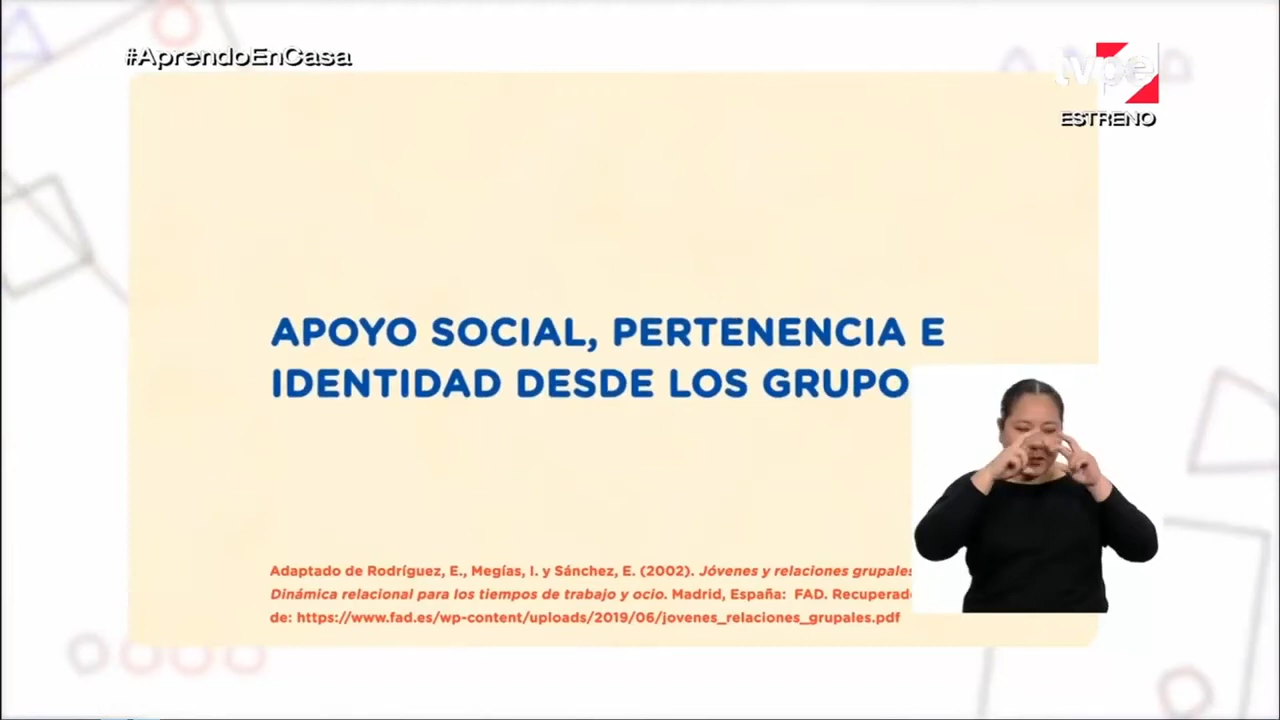 #AprendoEnCasa
tvpe
ESTRENO
APOYO SOCIAL, PERTENENCIA E
IDENTIDAD DESDE LOS GRUPO
Adaptado de Rodríguez, E., Megías, I. y Sánchez, E. (2002). Jóvenes y relaciones grupales
Dinámica relacional para los tiempos de trabajo y ocio. Madrid, España: FAD. Recuperad
de: https://www.fad.es/wp-content/uploads/2019/06/jovenes_relaciones_grupales.pdf